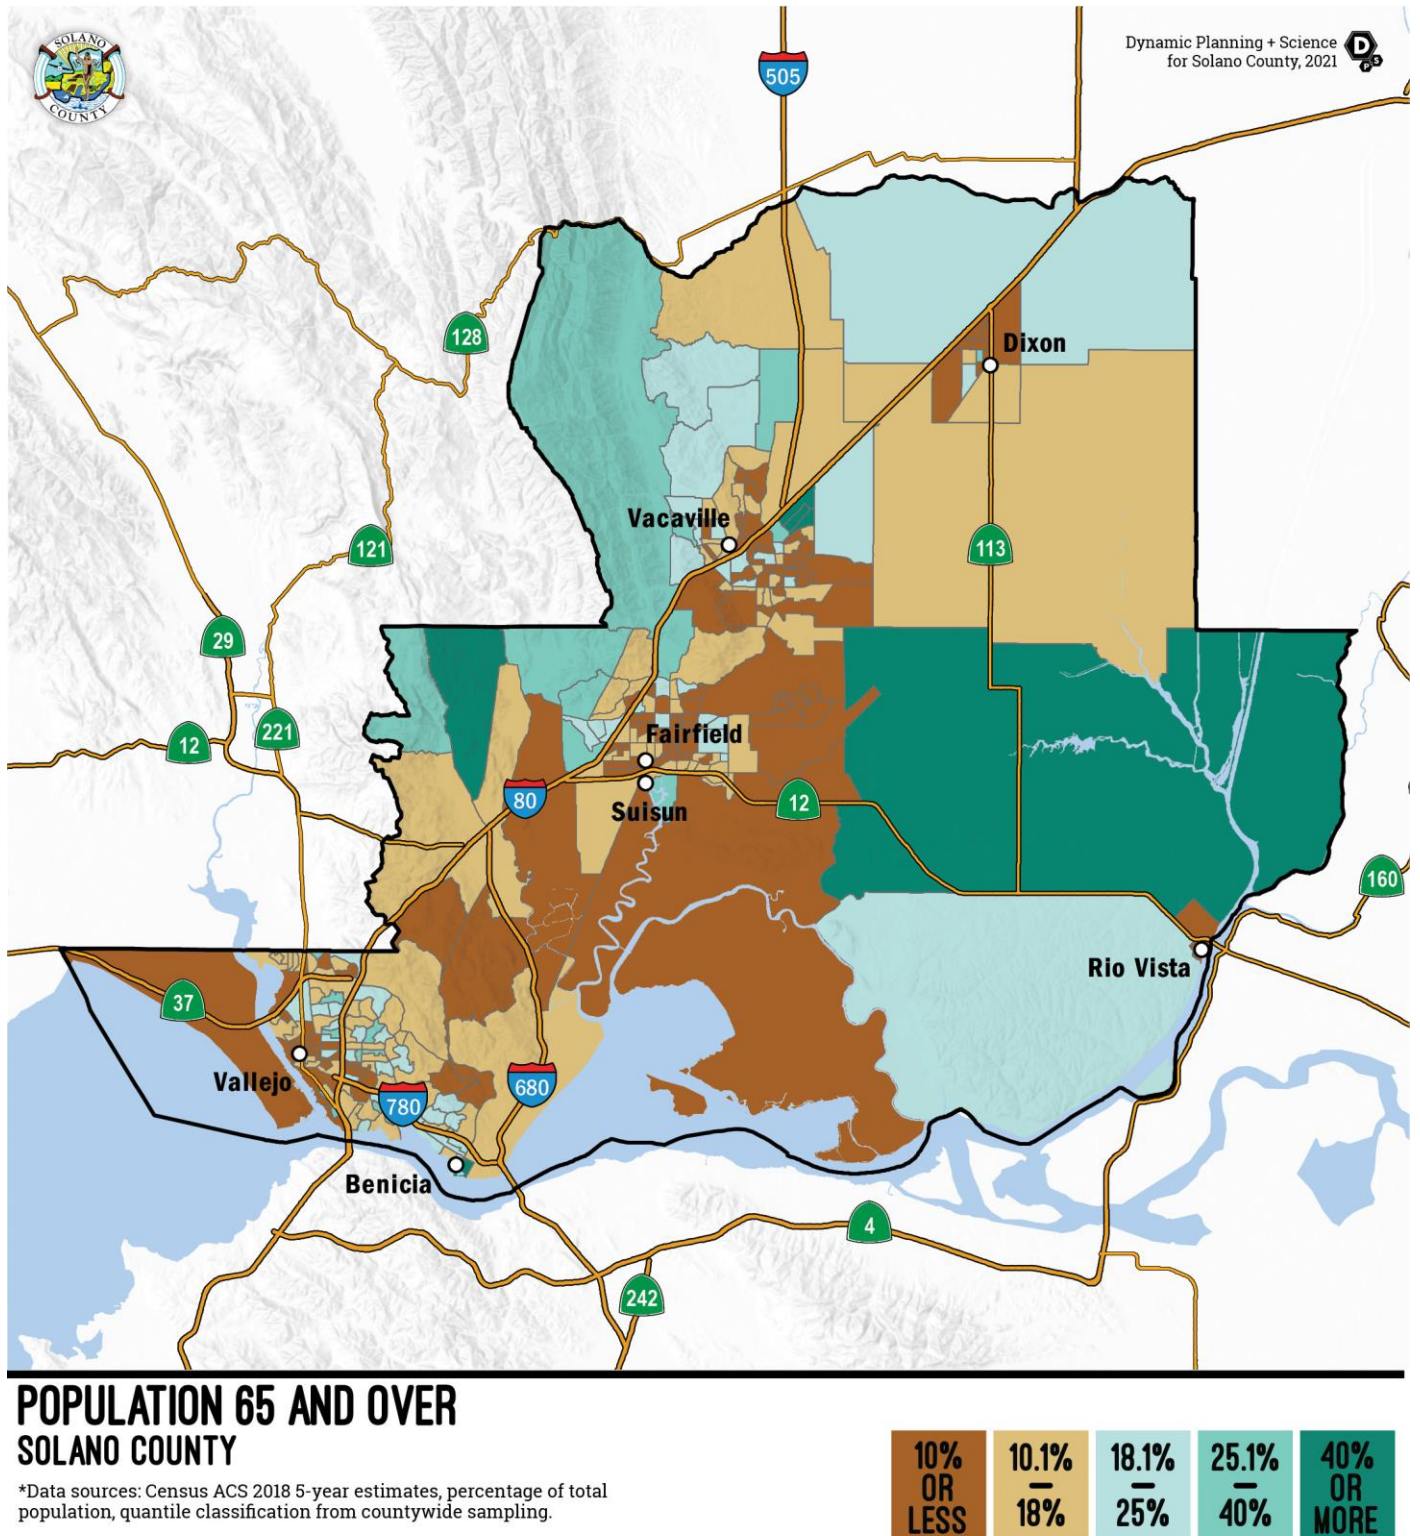 SOLANO
COUNTY
Dynamic Planning + Science
for Solano County, 2021
D
P
S
505
128
Dixon
Vacaville
121
113
29
221
12
Fairfield
80
Suisun
12
160
Rio Vista
37
Vallejo
680
780
Benicia
4
242
POPULATION 65 AND OVER
SOLANO COUNTY
*Data sources: Census ACS 2018 5-year estimates, percentage of total
population, quantile classification from countywide sampling.
10%
OR
LESS
10.1%
–
18%
18.1%
–
25%
25.1%
–
40%
40%
OR
MORE